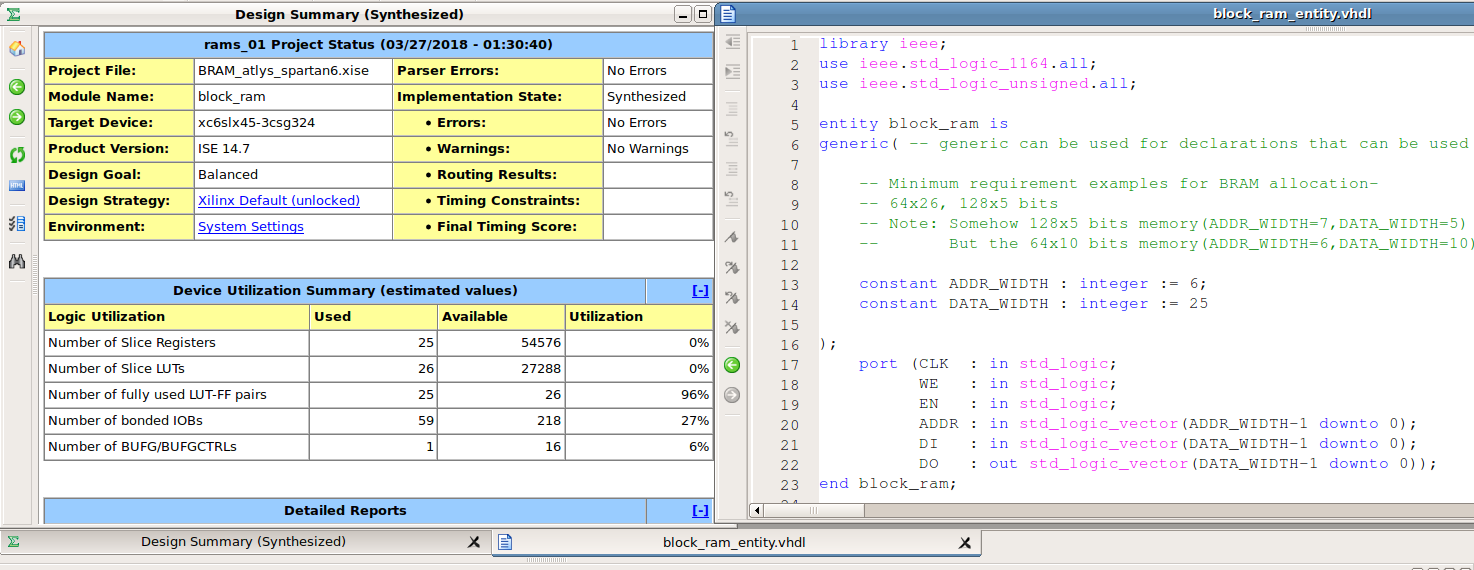 Design Summary (Synthesized)
rams_01 Project Status (03/27/2018 - 01:30:40)
Project File: BRAM_atlys_spartan6.xise Parser Errors: No Errors
Module Name: block_ram Implementation State: Synthesized
Target Device: xc6slx45-3csg324 • Errors: No Errors
Product Version: ISE 14.7 • Warnings: No Warnings
Design Goal: Balanced • Routing Results:
Design Strategy: Xilinx Default (unlocked) • Timing Constraints:
Environment: System Settings • Final Timing Score:
Device Utilization Summary (estimated values) [-]
Logic Utilization Used Available Utilization
Number of Slice Registers 25 54576 0%
Number of Slice LUTs 26 27288 0%
Number of fully used LUT-FF pairs 25 26 96%
Number of bonded IOBs 59 218 27%
Number of BUFG/BUFGCTRLs 1 16 6%
Detailed Reports [-]
block_ram_entity.vhdl
1 library ieee;
2 use ieee.std_logic_1164.all;
3 use ieee.std_logic_unsigned.all;
4
5 entity block_ram is
6 generic( -- generic can be used for declarations that can be used
7
8 -- Minimum requirement examples for BRAM allocation-
9 -- 64x26, 128x5 bits
10 -- Note: Somehow 128x5 bits memory(ADDR_WIDTH=7,DATA_WIDTH=5)
11 -- But the 64x10 bits memory(ADDR_WIDTH=6,DATA_WIDTH=10)
12
13 constant ADDR_WIDTH : integer := 6;
14 constant DATA_WIDTH : integer := 25
15
16 );
17 port (CLK : in std_logic;
18 WE : in std_logic;
19 EN : in std_logic;
20 ADDR : in std_logic_vector(ADDR_WIDTH-1 downto 0);
21 DI : in std_logic_vector(DATA_WIDTH-1 downto 0);
22 DO : out std_logic_vector(DATA_WIDTH-1 downto 0));
23 end block_ram;
Design Summary (Synthesized)
block_ram_entity.vhdl